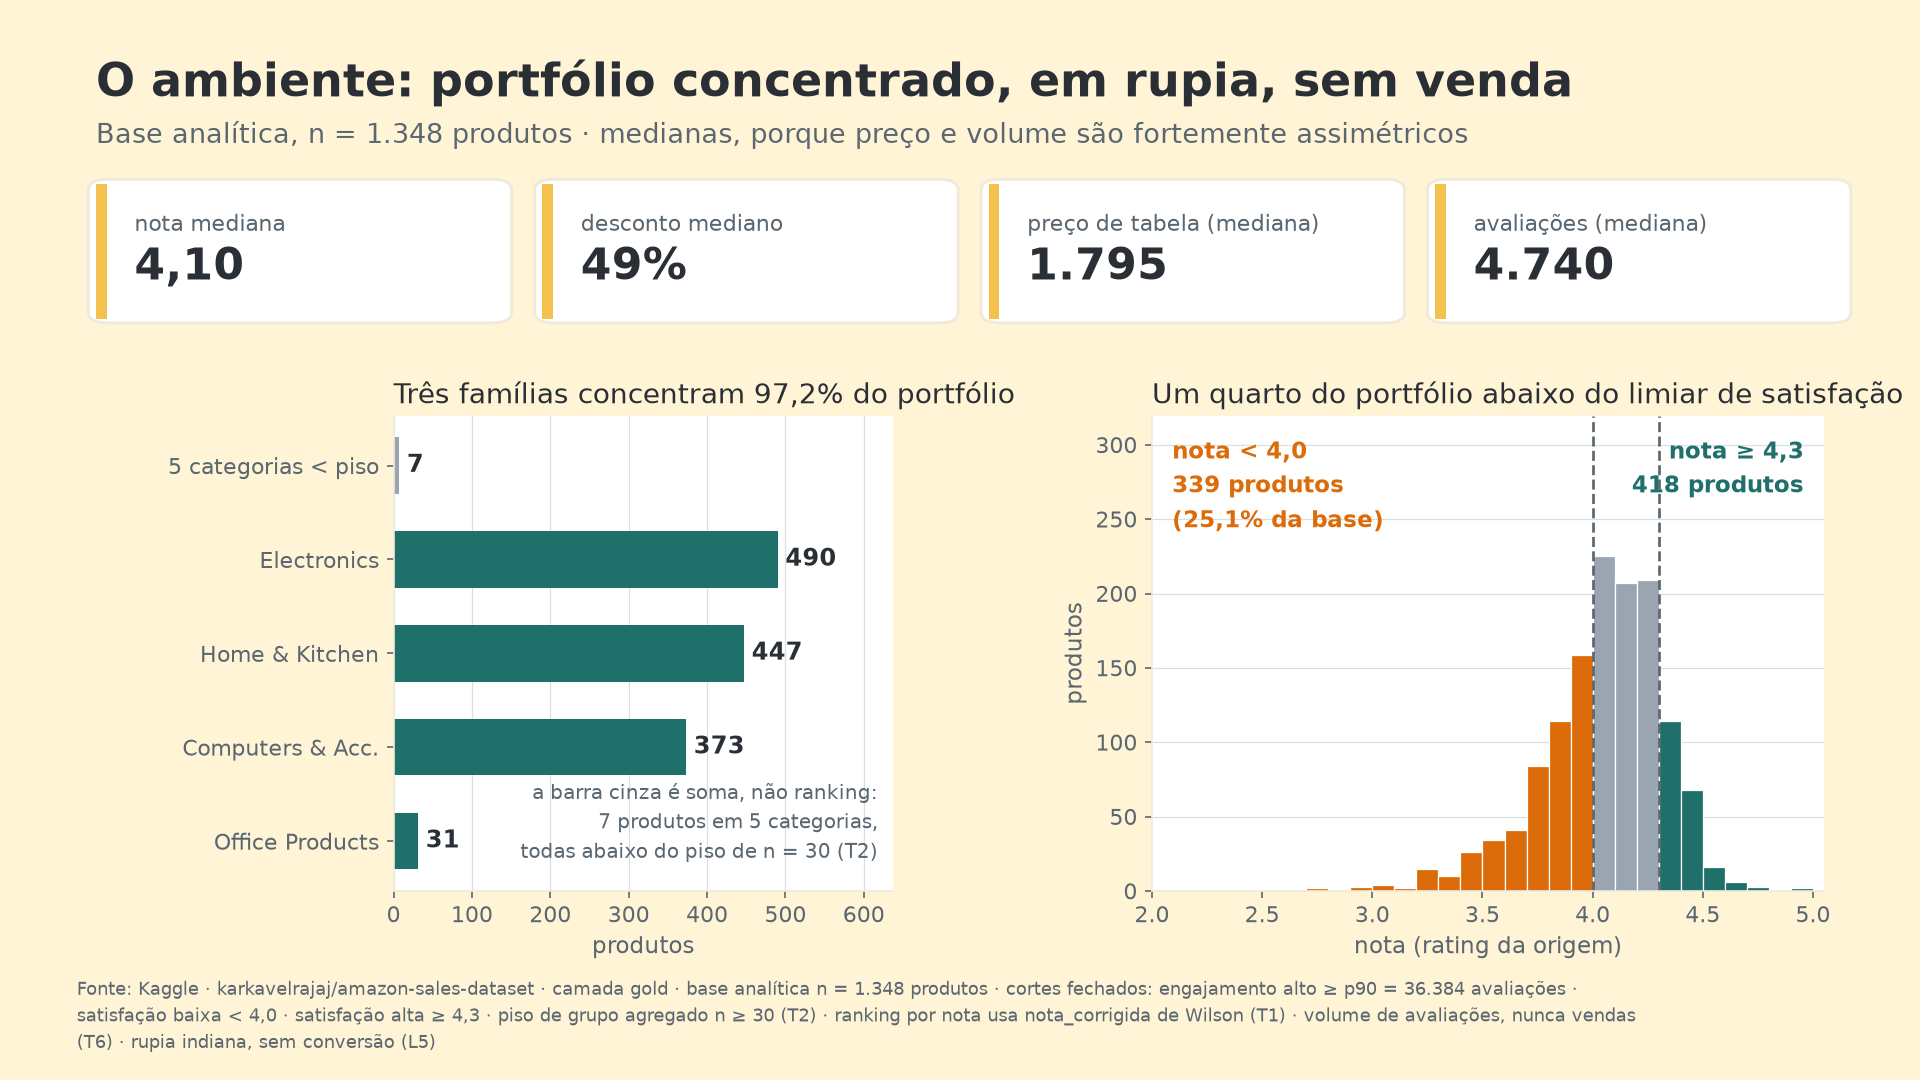 O ambiente: portfólio concentrado, em rupia, sem venda
Base analítica, n = 1.348 produtos · medianas, porque preço e volume são fortemente assimétricos
nota mediana
4,10
desconto mediano
49%
preço de tabela (mediana)
1.795
avaliações (mediana)
4.740
Três famílias concentram 97,2% do portfólio
5 categorias < piso
7
Electronics
490
Home & Kitchen
447
Computers & Acc.
373
Office Products
31
a barra cinza é soma, não ranking:
7 produtos em 5 categorias,
todas abaixo do piso de n = 30 (T2)
0 100 200 300 400 500 600
produtos
Um quarto do portfólio abaixo do limiar de satisfação
nota < 4,0
339 produtos
(25,1% da base)
nota ≥ 4,3
418 produtos
300
250
200
150
100
50
0
produtos
2.0 2.5 3.0 3.5 4.0 4.5 5.0
nota (rating da origem)
Fonte: Kaggle · karkavelrajaj/amazon-sales-dataset · camada gold · base analítica n = 1.348 produtos · cortes fechados: engajamento alto ≥ p90 = 36.384 avaliações ·
satisfação baixa < 4,0 · satisfação alta ≥ 4,3 · piso de grupo agregado n ≥ 30 (T2) · ranking por nota usa nota_corrigida de Wilson (T1) · volume de avaliações, nunca vendas
(T6) · rupia indiana, sem conversão (L5)